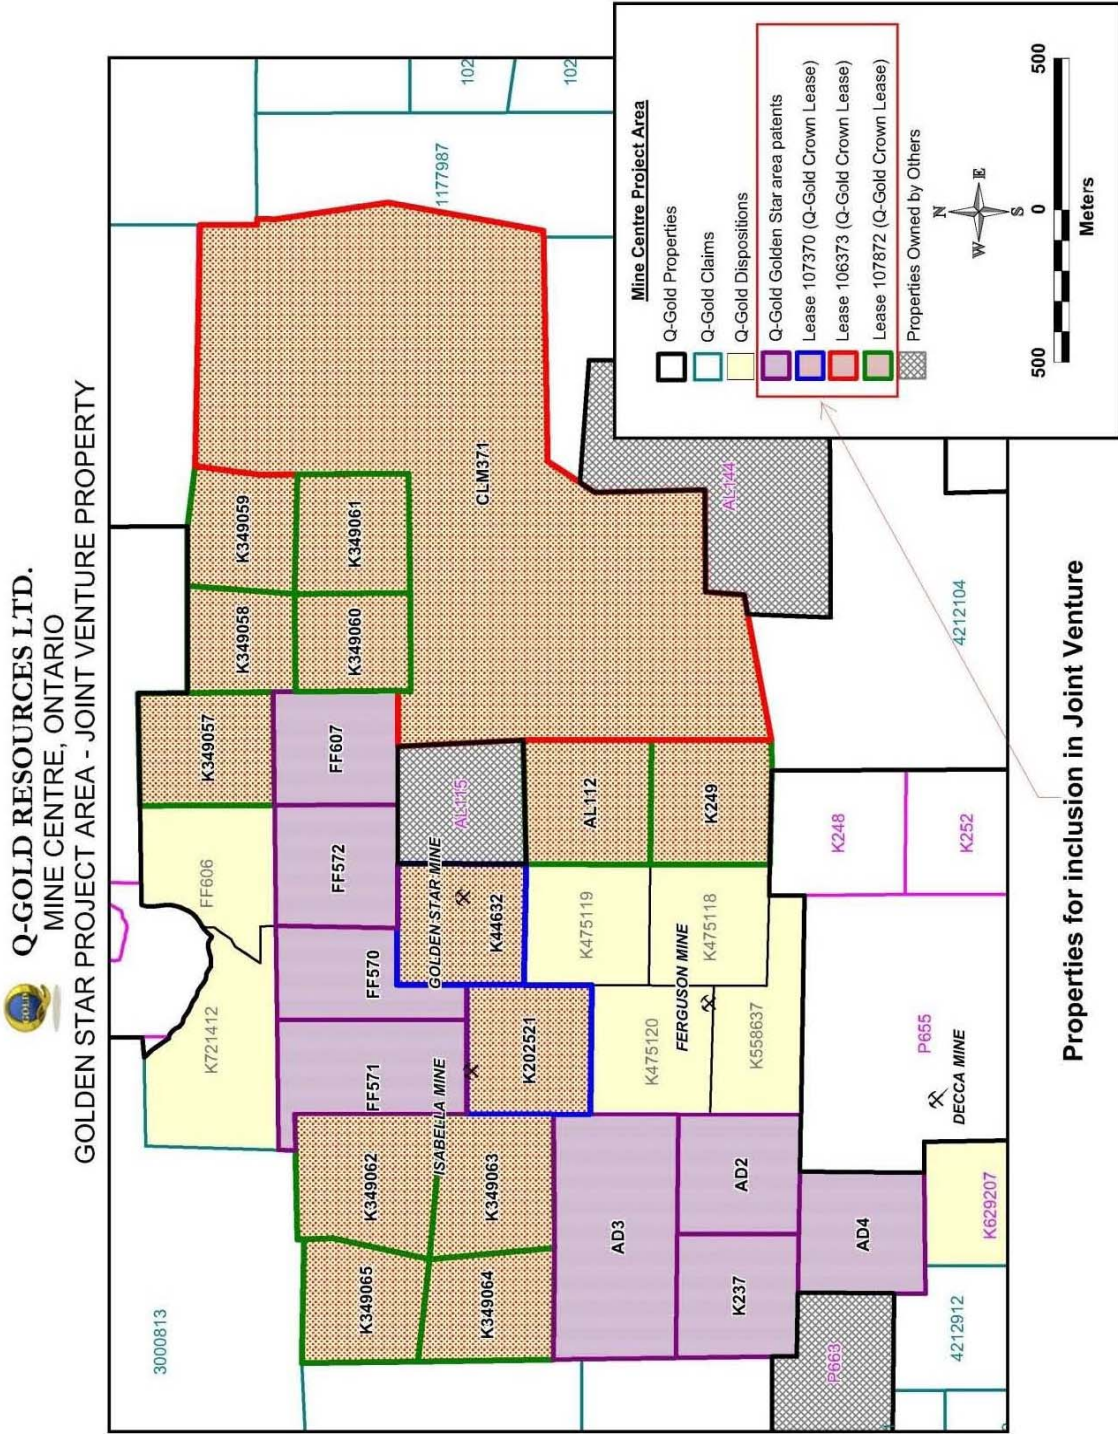 Q-GOLD RESOURCES LTD.
MINE CENTRE, ONTARIO
GOLDEN STAR PROJECT AREA - JOINT VENTURE PROPERTY
GOLD
3000813
K721412
FF606
K349057
K349058
K349059
1177987
102
102
K349065
K349062
FF571
FF570
FF572
FF607
K349060
K349061
K349064
K349063
ISABELLA MINE
GOLDEN STAR MINE
K44632
AL115
CLM371
K202521
AD3
K475120
K475119
AL112
AL144
K237
AD2
K558637
FERGUSON MINE
K475118
K249
P663
AD4
P655
K248
4212912
K629207
DECCA MINE
K252
4212104
Mine Centre Project Area
Q-Gold Properties
Q-Gold Claims
Q-Gold Dispositions
Q-Gold Golden Star area patents
Lease 107370 (Q-Gold Crown Lease)
Lease 106373 (Q-Gold Crown Lease)
Lease 107872 (Q-Gold Crown Lease)
Properties Owned by Others
N
W E
S
500 0 500
Meters
Properties for inclusion in Joint Venture